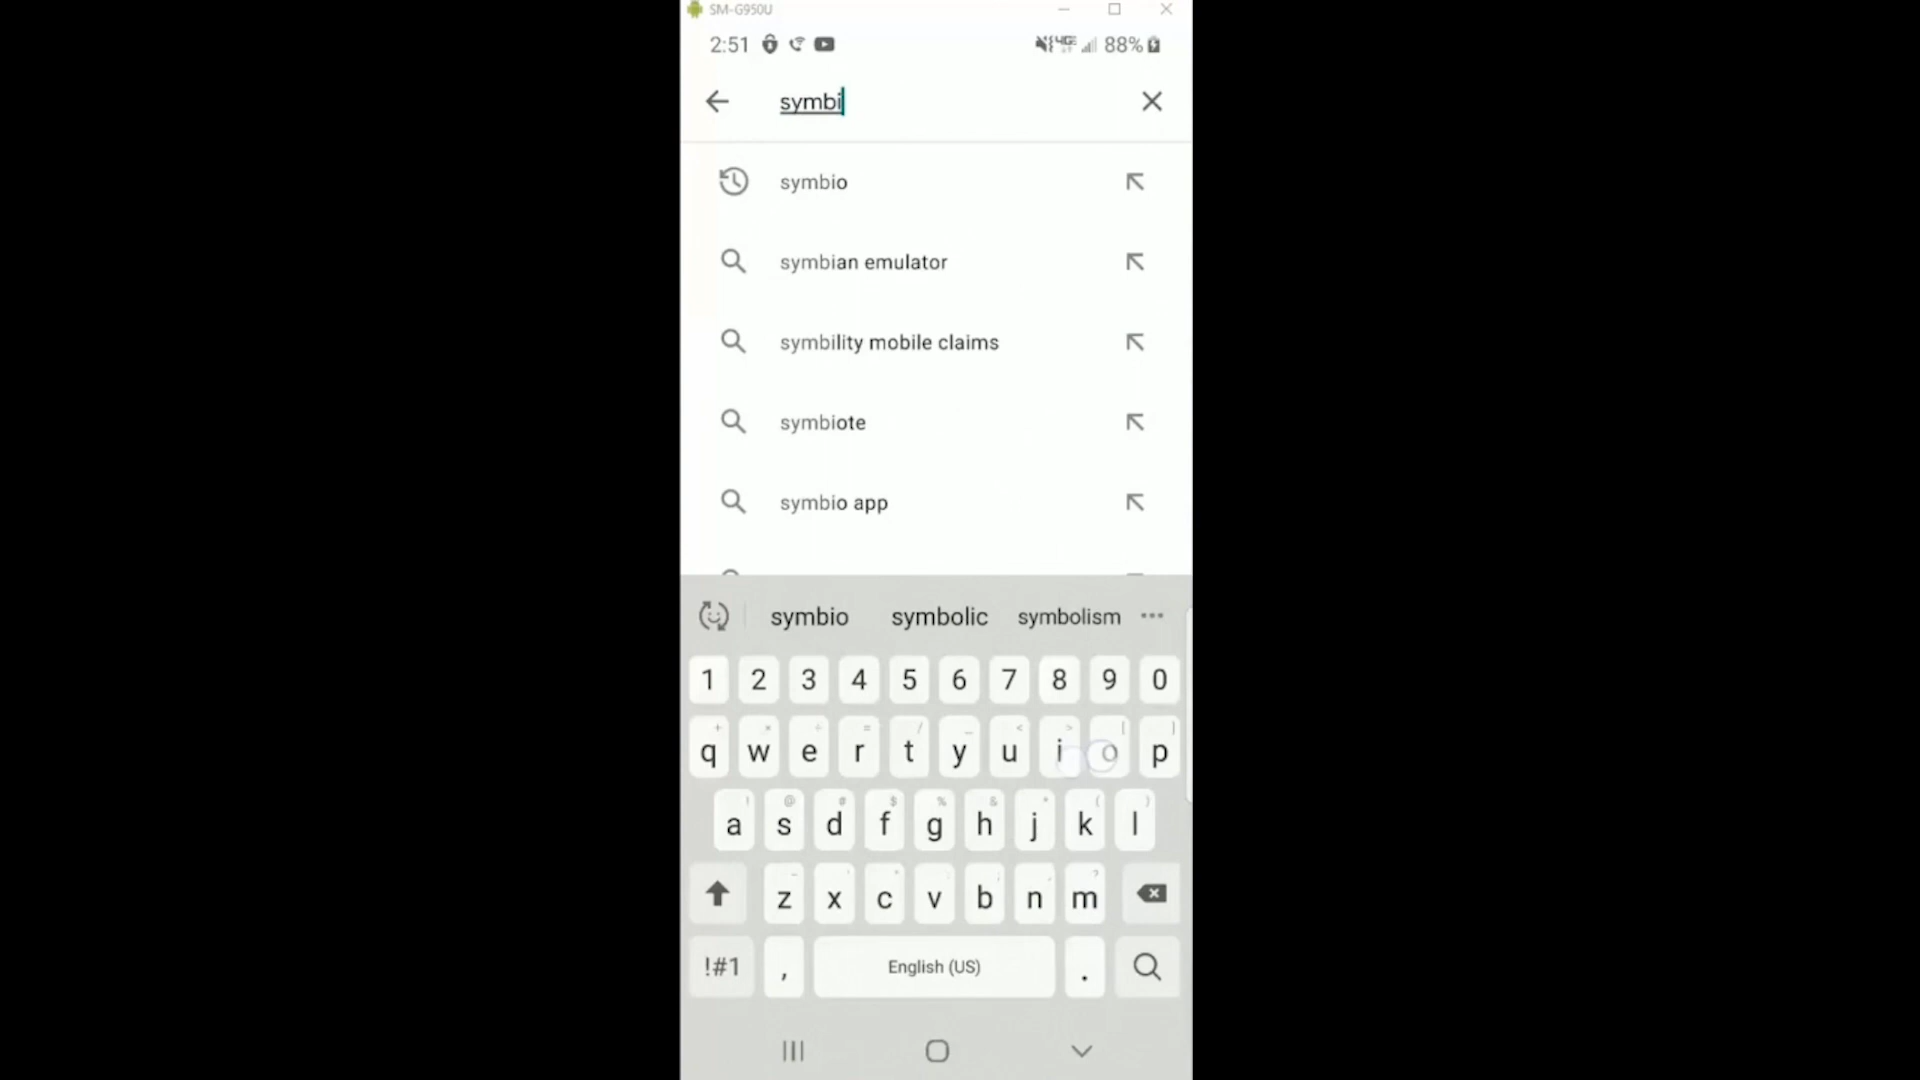 SM-G950U
2:51 88%
symbi
symbio
symbian emulator
symbility mobile claims
symbiote
symbio app
symbio symbolic symbolism
1 2 3 4 5 6 7 8 9 0
q w e r t y u i o p
a s d f g h j k l
z x c v b n m
!#1 , English (US) .